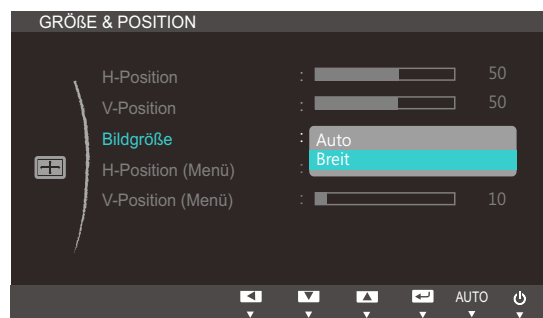 GRÖßE & POSITION
H-Position : 50
V-Position : 50
Bildgröße : Auto
Breit
H-Position (Menü) :
V-Position (Menü) : 10
AUTO